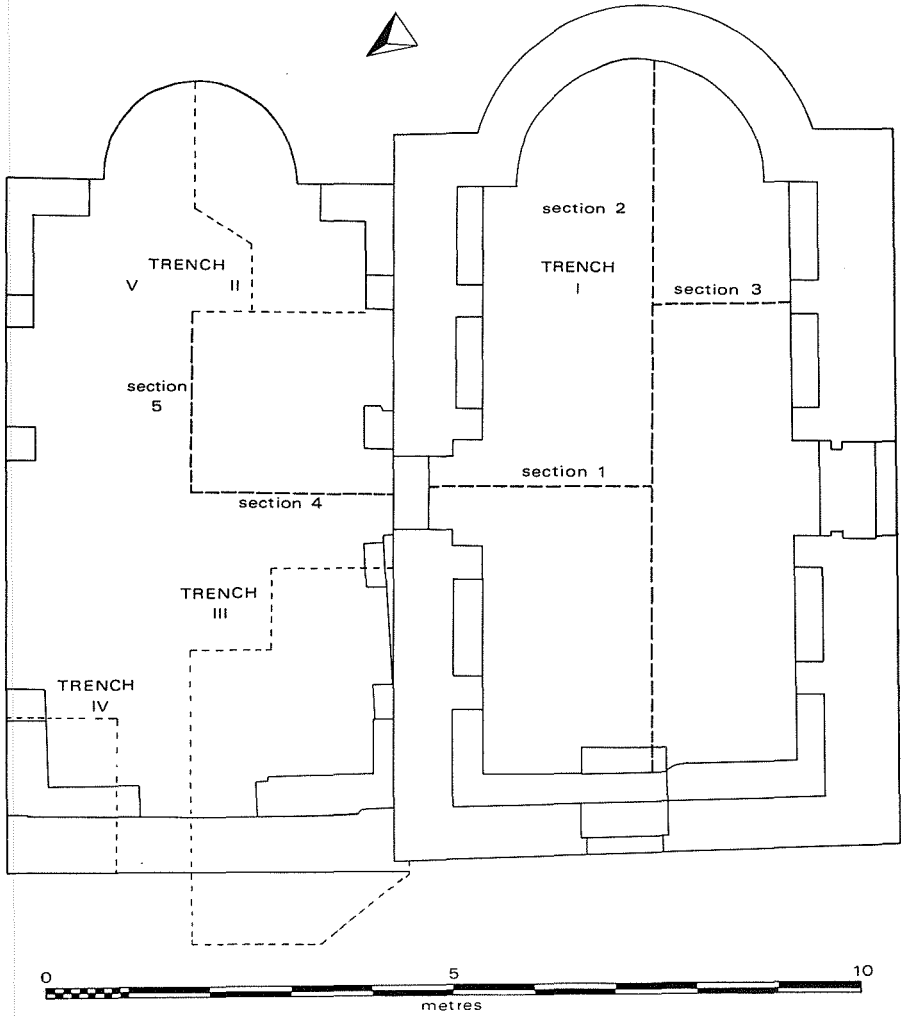 section 2
TRENCH
V II
TRENCH
I
section 3
section
5
section 1
section 4
TRENCH
III
TRENCH
IV
0 5 10
metres